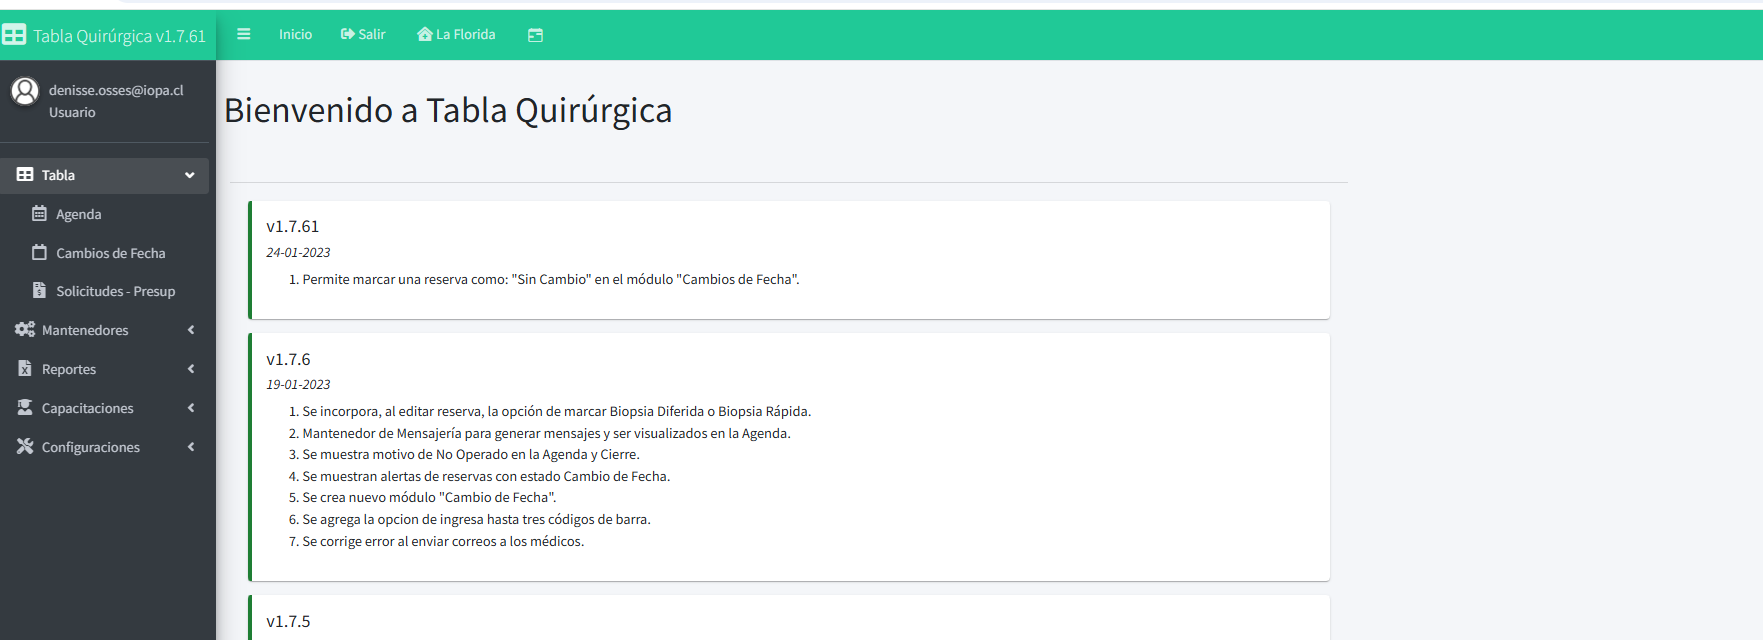 Tabla Quirúrgica v1.7.61
Inicio
Salir
La Florida
denisse.osses@iopa.cl
Usuario
Tabla
Agenda
Cambios de Fecha
Solicitudes - Presup
Mantenedores
Reportes
Capacitaciones
Configuraciones
Bienvenido a Tabla Quirúrgica
v1.7.61
24-01-2023
1. Permite marcar una reserva como: "Sin Cambio" en el módulo "Cambios de Fecha".
v1.7.6
19-01-2023
1. Se incorpora, al editar reserva, la opción de marcar Biopsia Diferida o Biopsia Rápida.
2. Mantenedor de Mensajería para generar mensajes y ser visualizados en la Agenda.
3. Se muestra motivo de No Operado en la Agenda y Cierre.
4. Se muestran alertas de reservas con estado Cambio de Fecha.
5. Se crea nuevo módulo "Cambio de Fecha".
6. Se agrega la opcion de ingresa hasta tres códigos de barra.
7. Se corrige error al enviar correos a los médicos.
v1.7.5